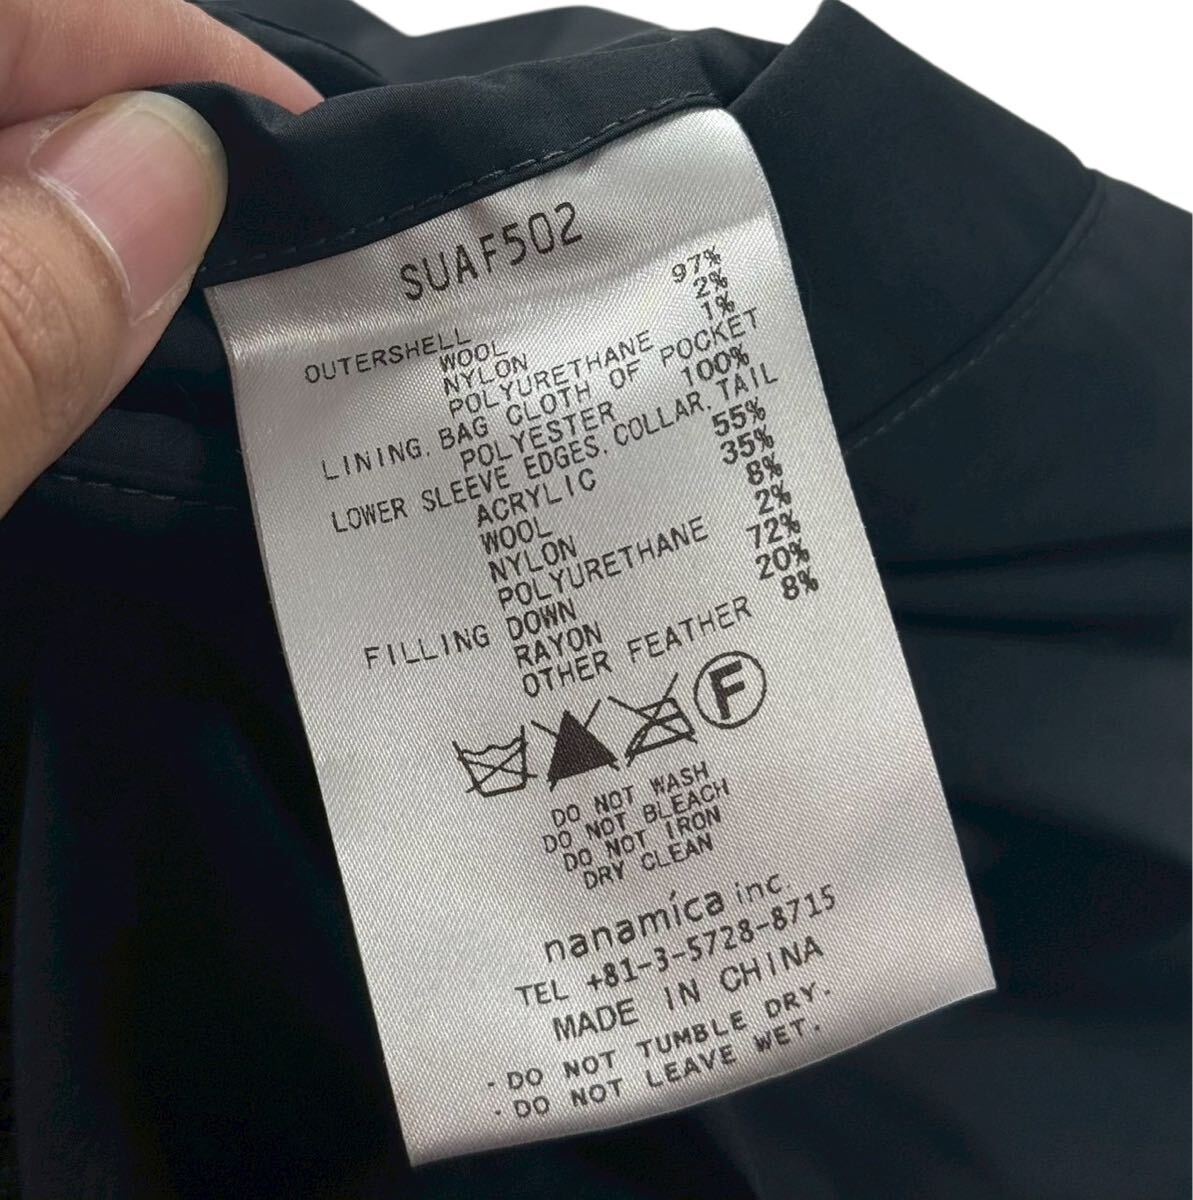 SUAF502
OUTERSHELL
WOOL 97%
NYLON 2%
POLYURETHANE 1%
LINING, BAG CLOTH OF POCKET
POLYESTER 100%
LOWER SLEEVE EDGES, COLLAR, TAIL
ACRYLIC 55%
WOOL 35%
NYLON 8%
POLYURETHANE 2%
FILLING DOWN 72%
RAYON 20%
OTHER FEATHER 8%
F
DO NOT WASH
DO NOT BLEACH
DO NOT IRON
DRY CLEAN
nanamica inc.
TEL +81-3-5728-8715
MADE IN CHINA
・DO NOT TUMBLE DRY.
・DO NOT LEAVE WET.